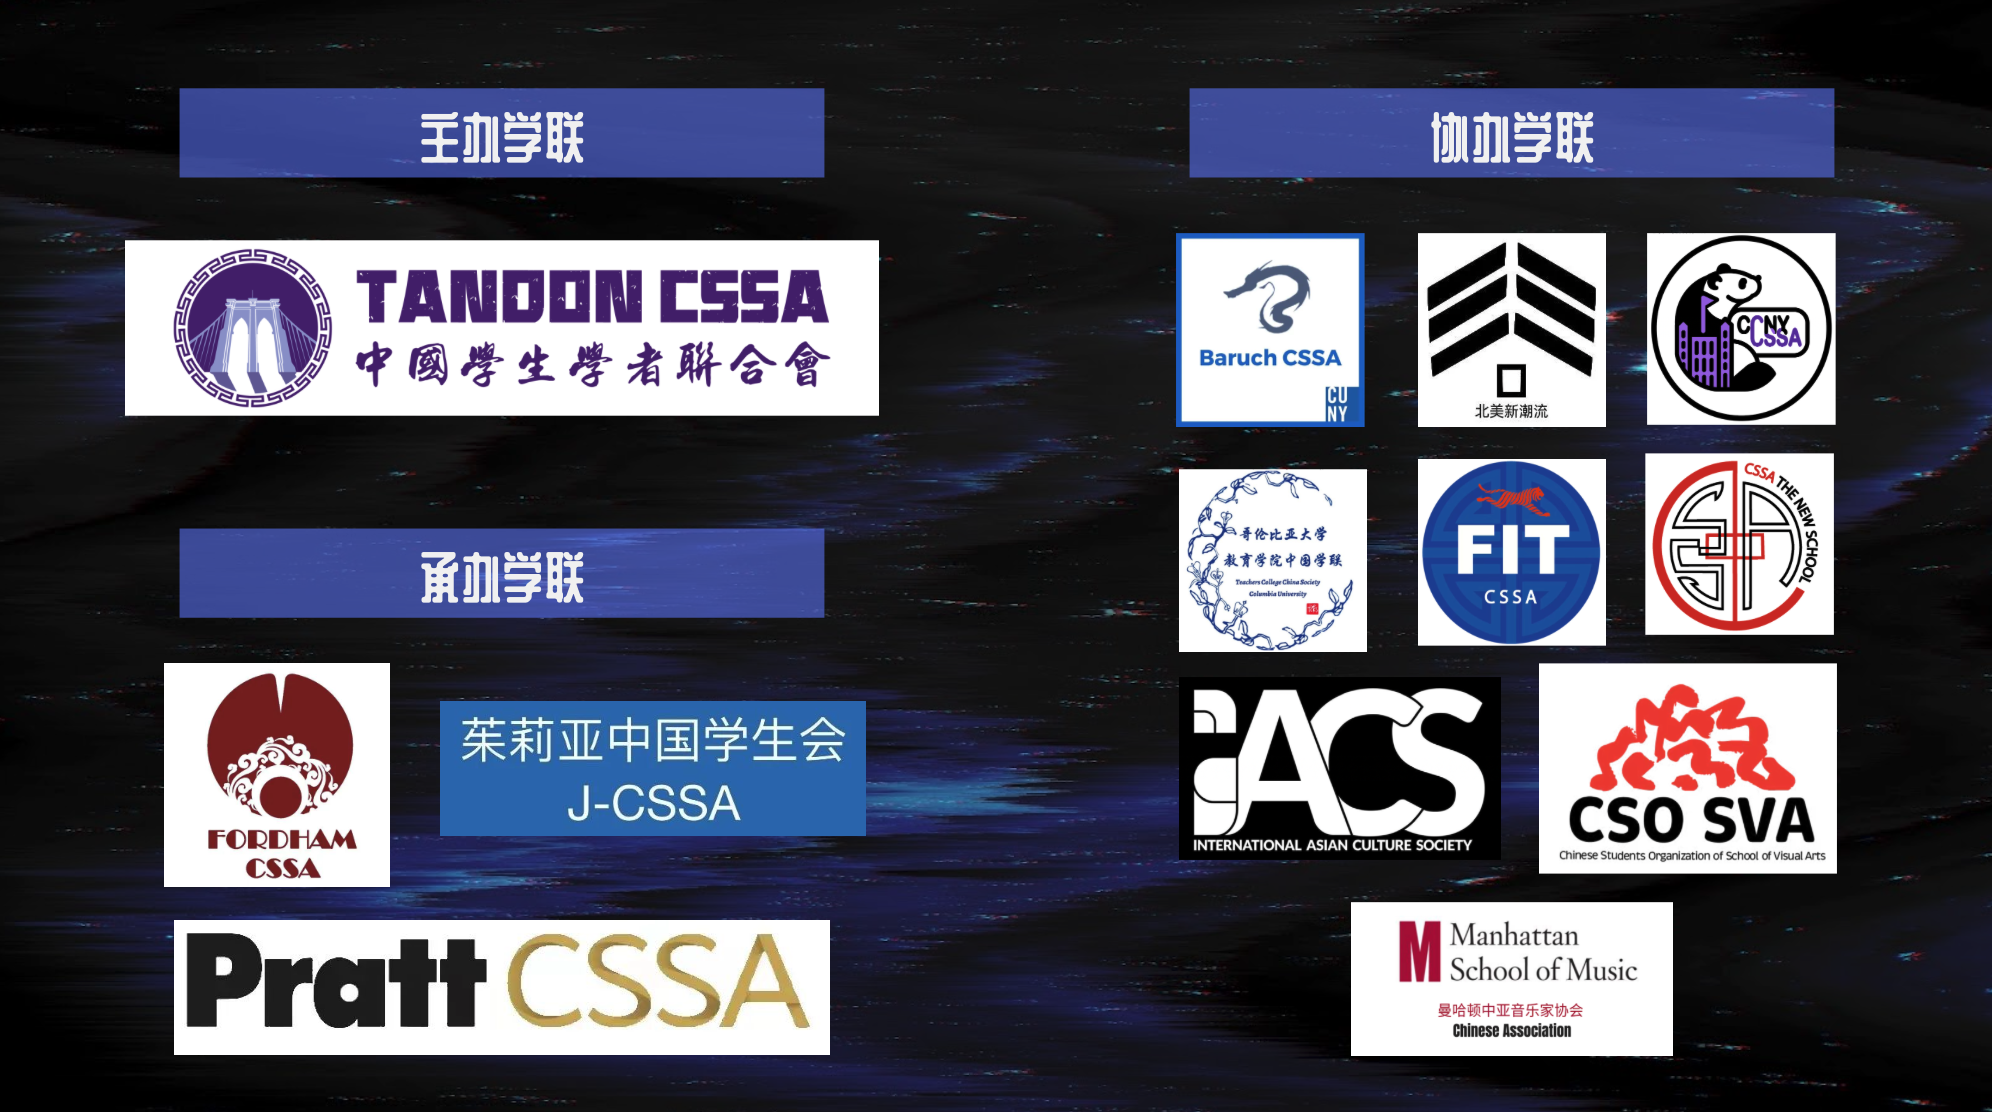 主办学联
TANDON CSSA
中國學生學者聯合會
承办学联
FORDHAM
CSSA
茱莉亚中国学生会
J-CSSA
Pratt CSSA
协办学联
Baruch CSSA
CU
NY
北美新潮流
CCNY
CSSA
哥伦比亚大学
教育学院中国学联
Teachers College China Society
Columbia University
FIT
CSSA
CSSA THE NEW SCHOOL
IACS
INTERNATIONAL ASIAN CULTURE SOCIETY
CSO SVA
Chinese Students Organization of School of Visual Arts
M Manhattan
School of Music
曼哈顿中亚音乐家协会
Chinese Association